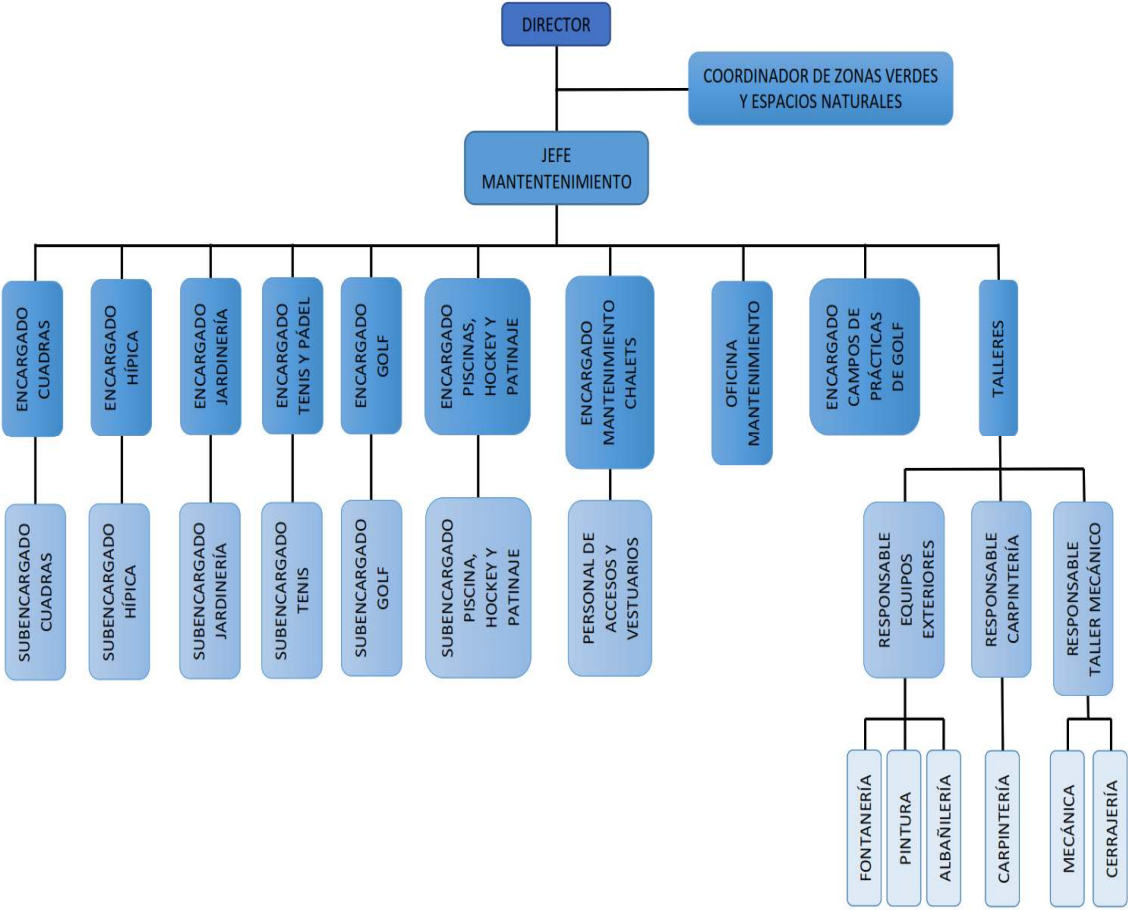 DIRECTOR
COORDINADOR DE ZONAS VERDES
Y ESPACIOS NATURALES
JEFE
MANTENTENIMIENTO
ENCARGADO
CUADRAS
ENCARGADO
HÍPICA
ENCARGADO
JARDINERÍA
ENCARGADO
TENIS Y PÁDEL
ENCARGADO
GOLF
ENCARGADO
PISCINAS,
HOCKEY Y
PATINAJE
ENCARGADO
MANTENIMIENTO
CHALETS
OFICINA
MANTENIMIENTO
ENCARGADO
CAMPOS DE
PRÁCTICAS
DE GOLF
TALLERES
SUBENCARGADO
CUADRAS
SUBENCARGADO
HÍPICA
SUBENCARGADO
JARDINERÍA
SUBENCARGADO
TENIS
SUBENCARGADO
GOLF
SUBENCARGADO
PISCINA,
HOCKEY Y
PATINAJE
PERSONAL DE
ACCESOS Y
VESTUARIOS
RESPONSABLE
EQUIPOS
EXTERIORES
RESPONSABLE
CARPINTERÍA
RESPONSABLE
TALLER MECÁNICO
FONTANERÍA
PINTURA
ALBAÑILERÍA
CARPINTERÍA
MECÁNICA
CERRAJERÍA